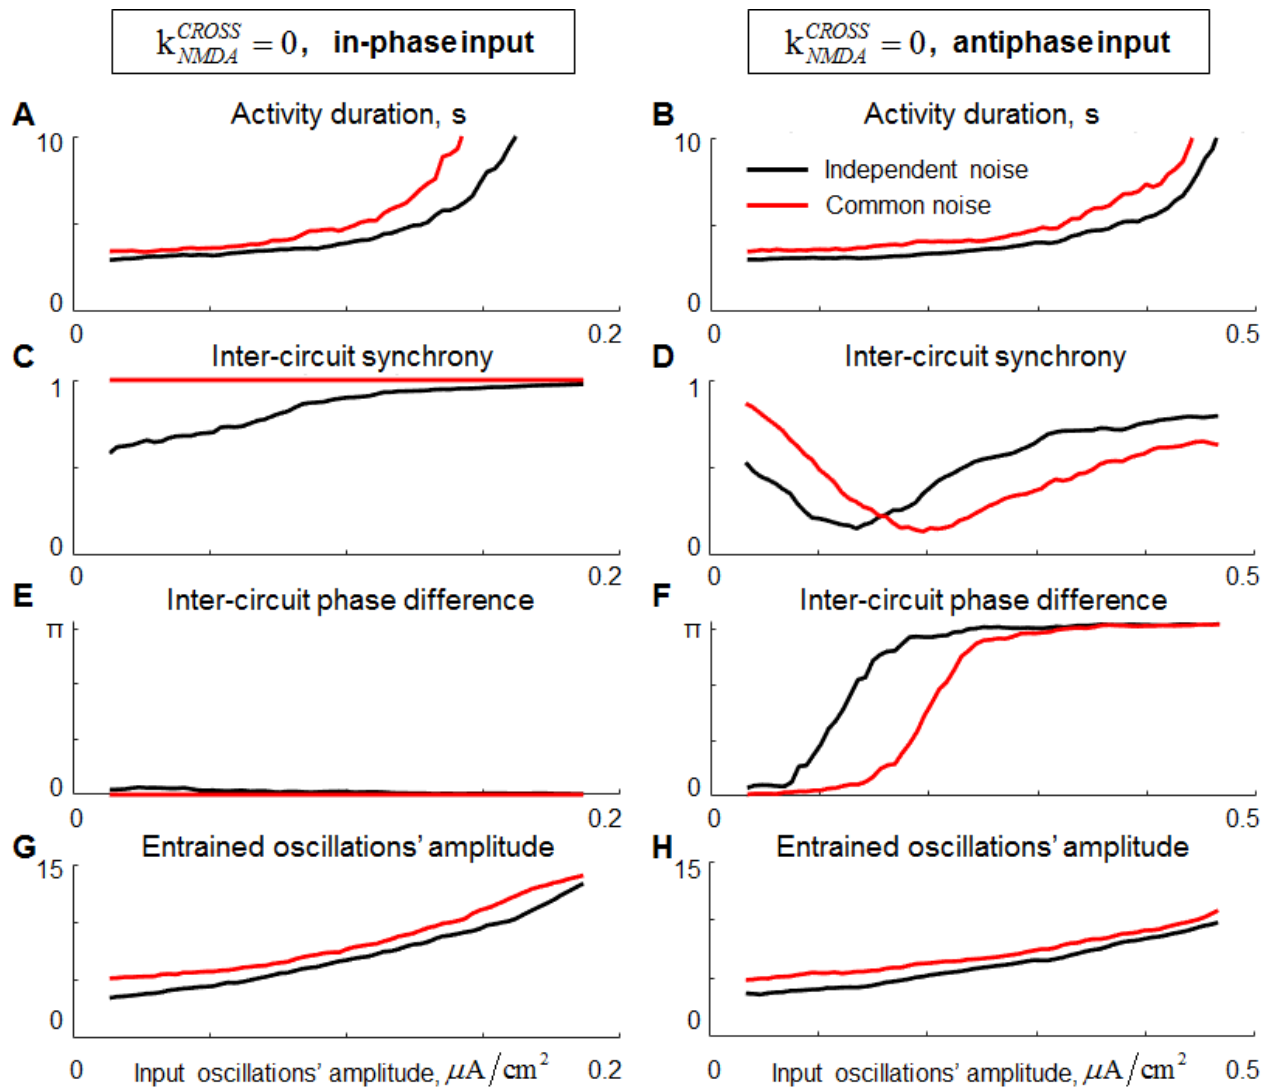 k_NMDA^CROSS = 0, in-phase input
k_NMDA^CROSS = 0, antiphase input
A Activity duration, s
10
0
0 0.2
B Activity duration, s
10
Independent noise
Common noise
0
0 0.5
C Inter-circuit synchrony
1
0
0 0.2
D Inter-circuit synchrony
1
0
0 0.5
E Inter-circuit phase difference
π
0
0 0.2
F Inter-circuit phase difference
π
0
0 0.5
G Entrained oscillations' amplitude
15
0
0 Input oscillations' amplitude, μA/cm² 0.2
H Entrained oscillations' amplitude
15
0
0 Input oscillations' amplitude, μA/cm² 0.5